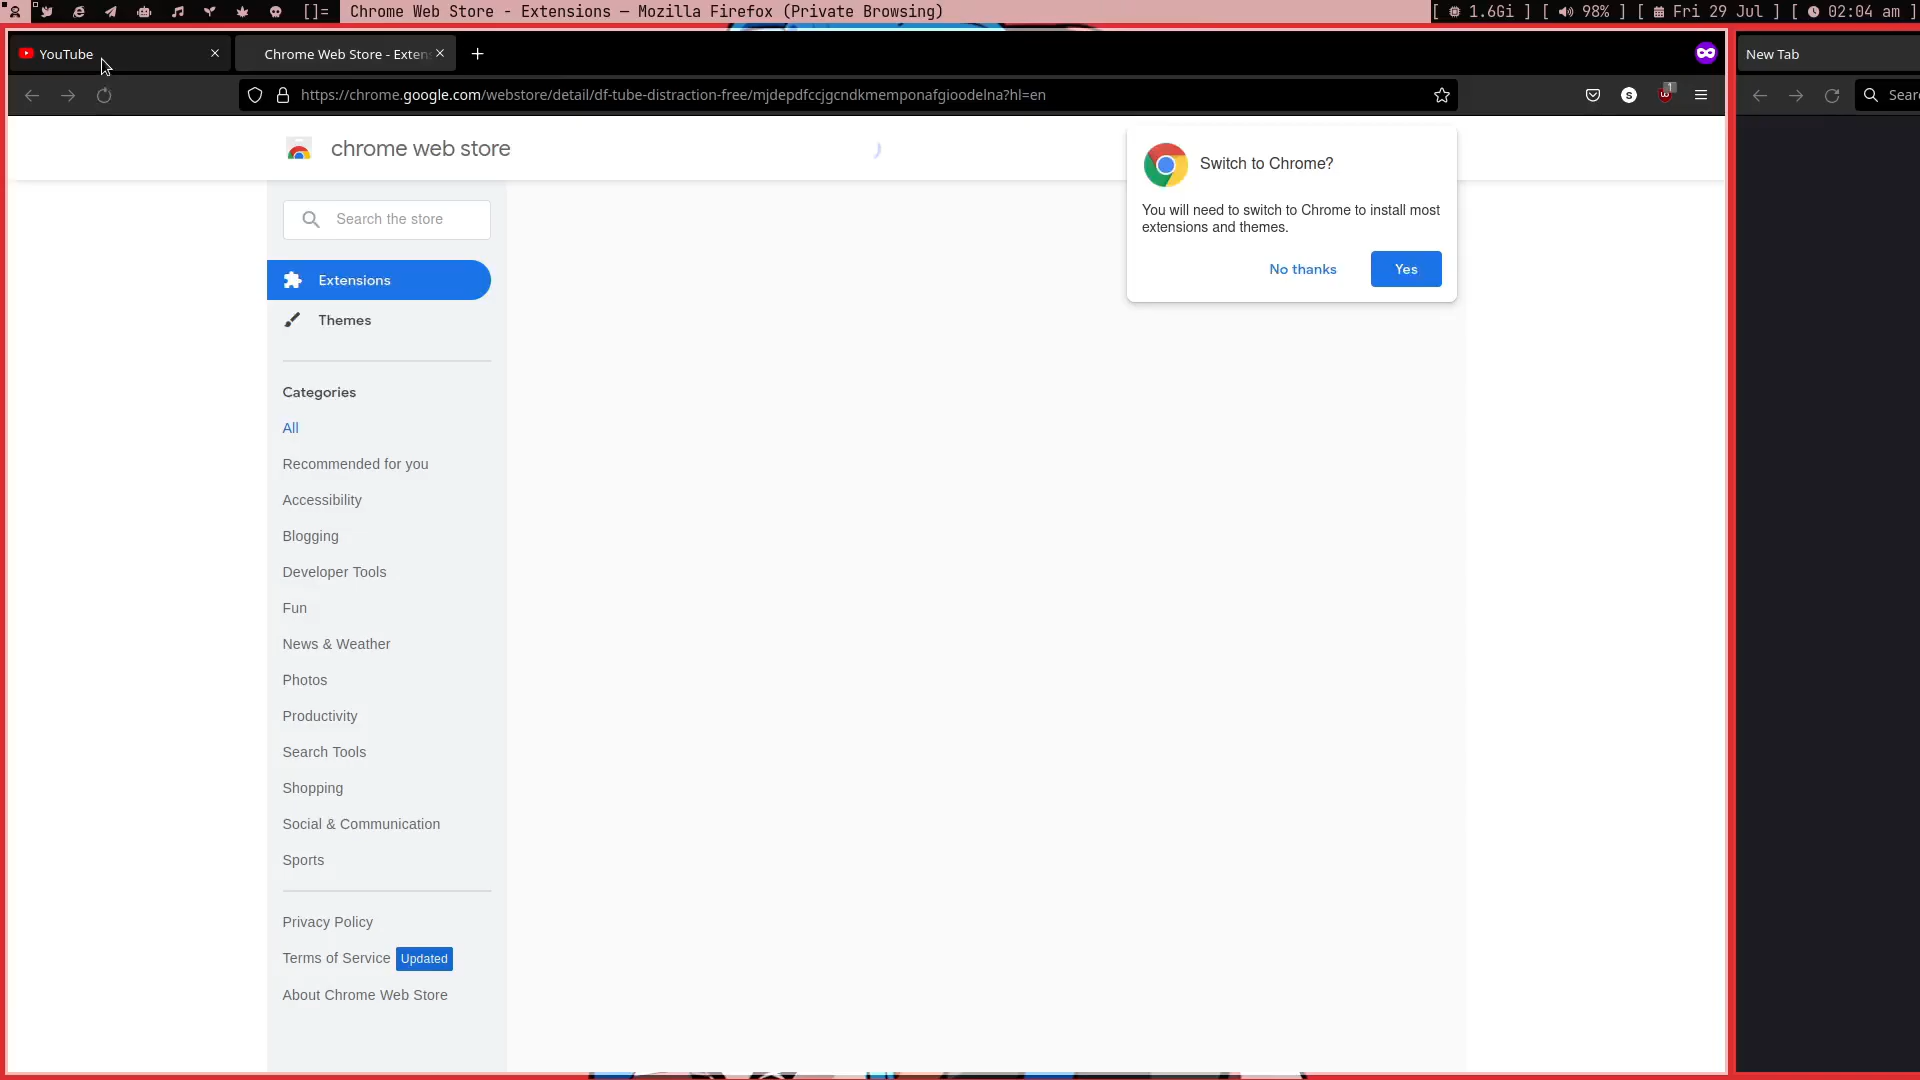 []= Chrome Web Store - Extensions — Mozilla Firefox (Private Browsing) [ 1.6Gi ] [ 98% ] [ Fri 29 Jul ] [ 02:04 am ]
YouTube × Chrome Web Store - Exten × + New Tab
https://chrome.google.com/webstore/detail/df-tube-distraction-free/mjdepdfccjgcndkmemponafgioodelna?hl=en S 1 Sear
chrome web store
Switch to Chrome?
You will need to switch to Chrome to install most
extensions and themes.
No thanks Yes
Search the store
Extensions
Themes
Categories
All
Recommended for you
Accessibility
Blogging
Developer Tools
Fun
News & Weather
Photos
Productivity
Search Tools
Shopping
Social & Communication
Sports
Privacy Policy
Terms of Service Updated
About Chrome Web Store